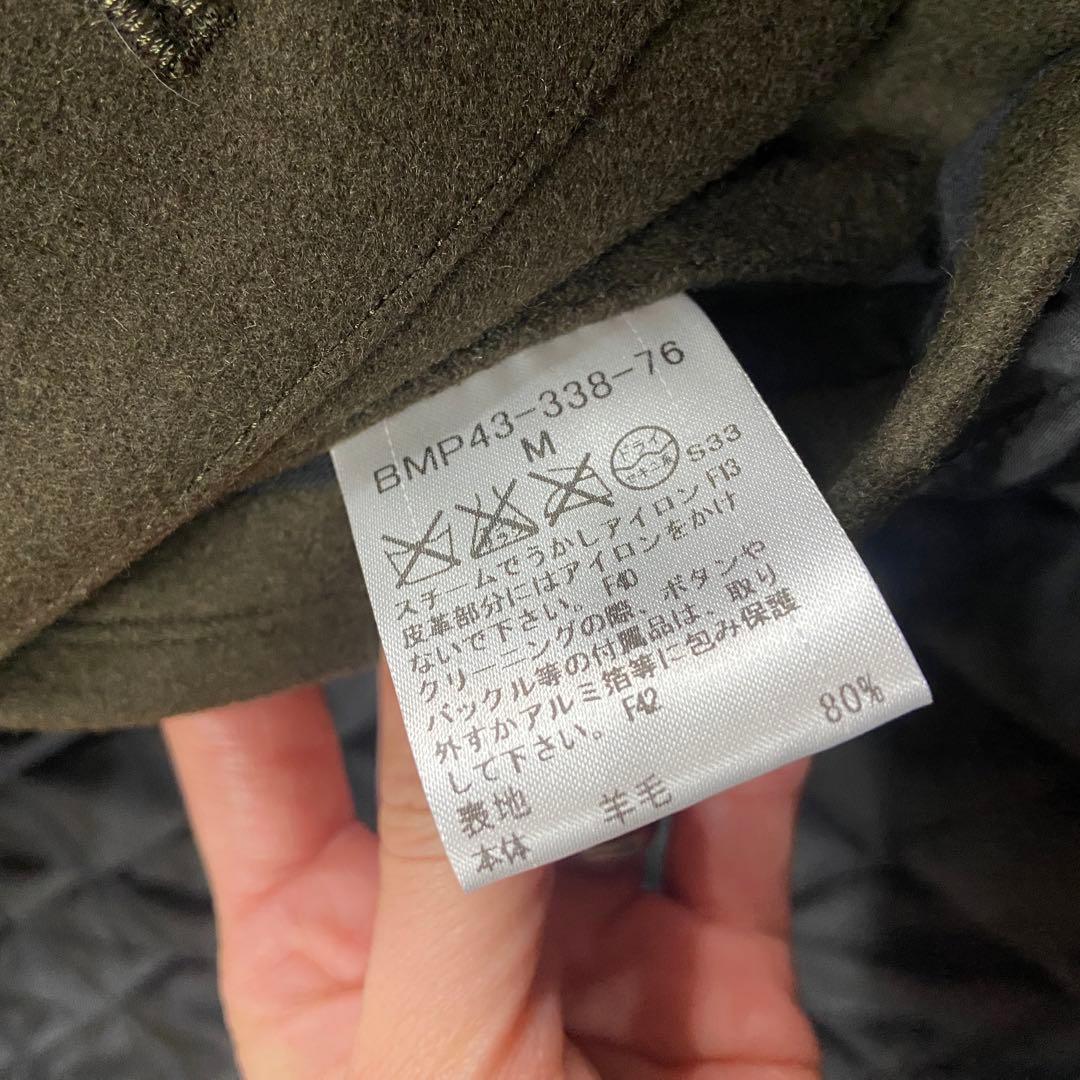 BMP43-338-76
M
ドライ
セキユ系
S33
スチームでうかしアイロン F13
皮革部分にはアイロンをかけ
ないで下さい。 F40
クリーニングの際、ボタンや
バックル等の付属品は、取り
外すかアルミ箔等に包み保護
して下さい。 F42
表地 80%
本体 羊毛